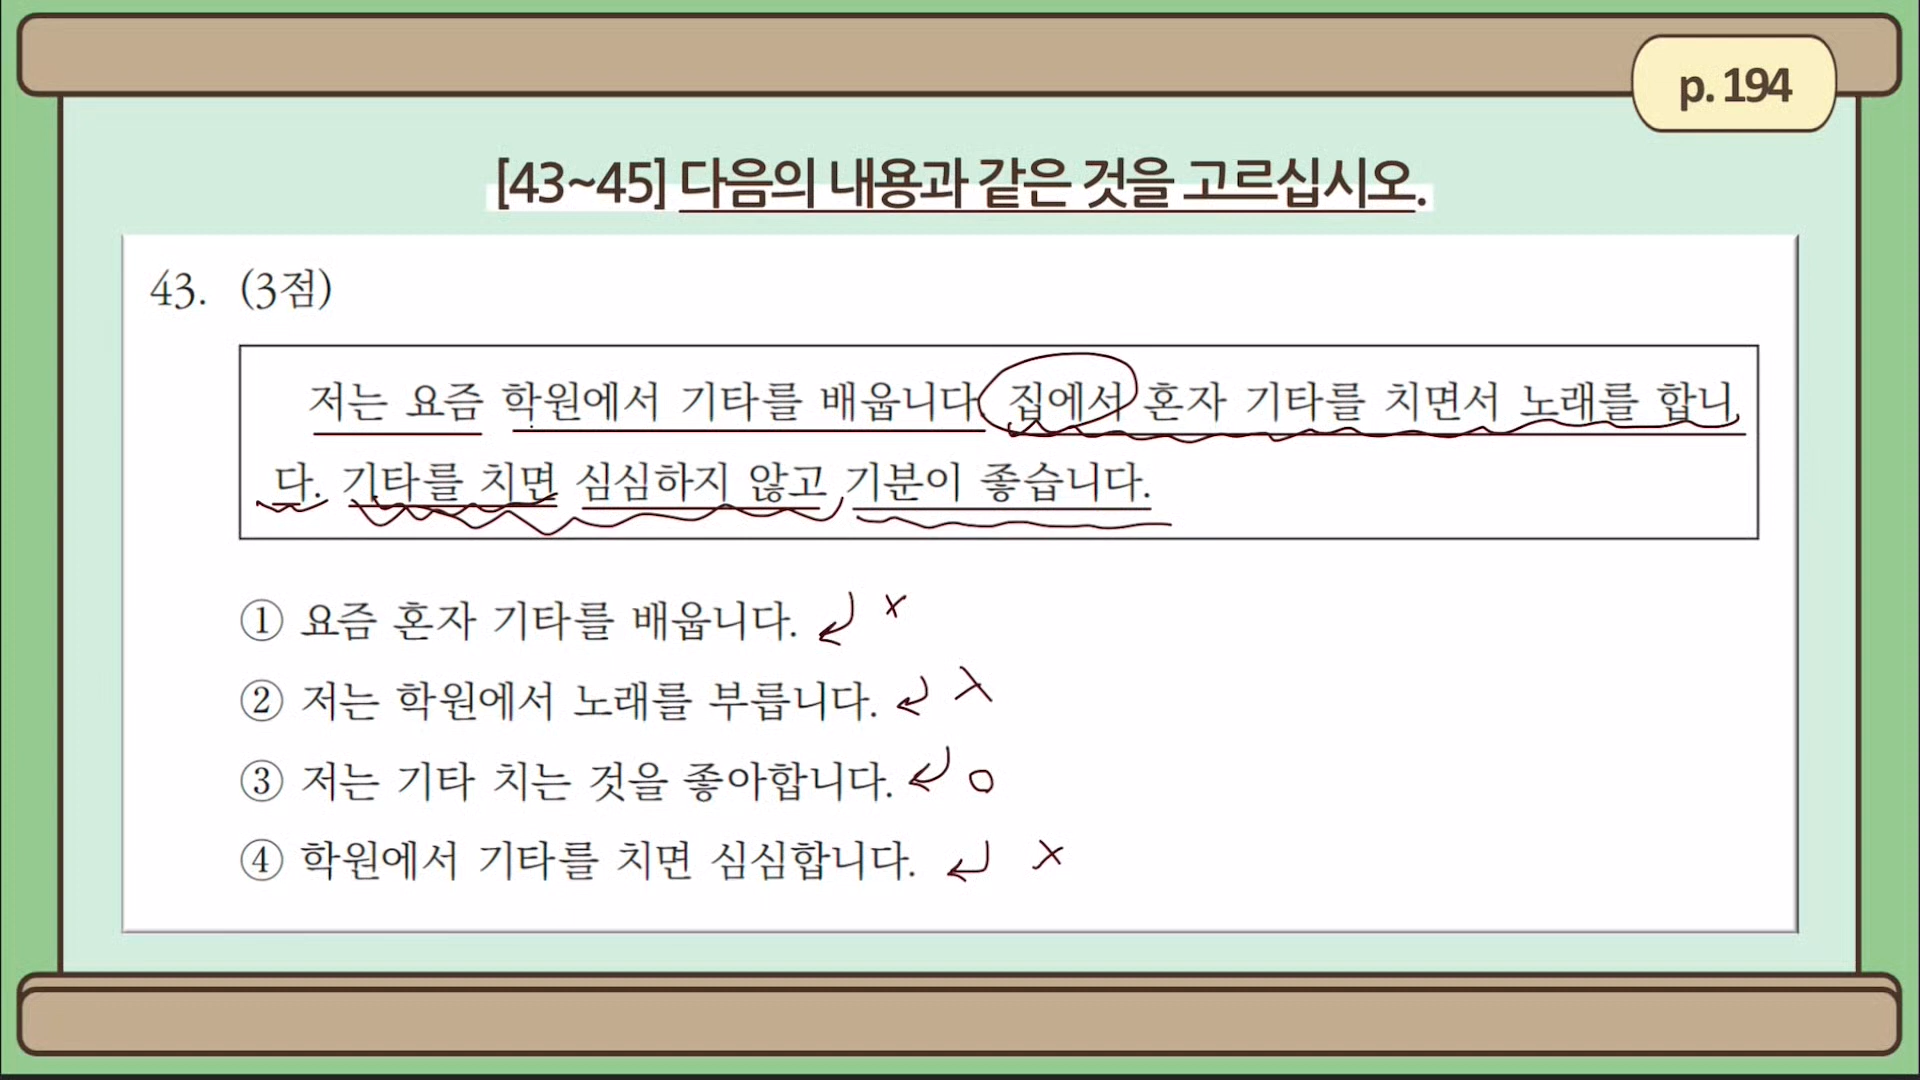 p. 194
[43~45] 다음의 내용과 같은 것을 고르십시오.
43. (3점)
저는 요즘 학원에서 기타를 배웁니다. 집에서 혼자 기타를 치면서 노래를 합니
다. 기타를 치면 심심하지 않고 기분이 좋습니다.
① 요즘 혼자 기타를 배웁니다. x
② 저는 학원에서 노래를 부릅니다. x
③ 저는 기타 치는 것을 좋아합니다. o
④ 학원에서 기타를 치면 심심합니다. x